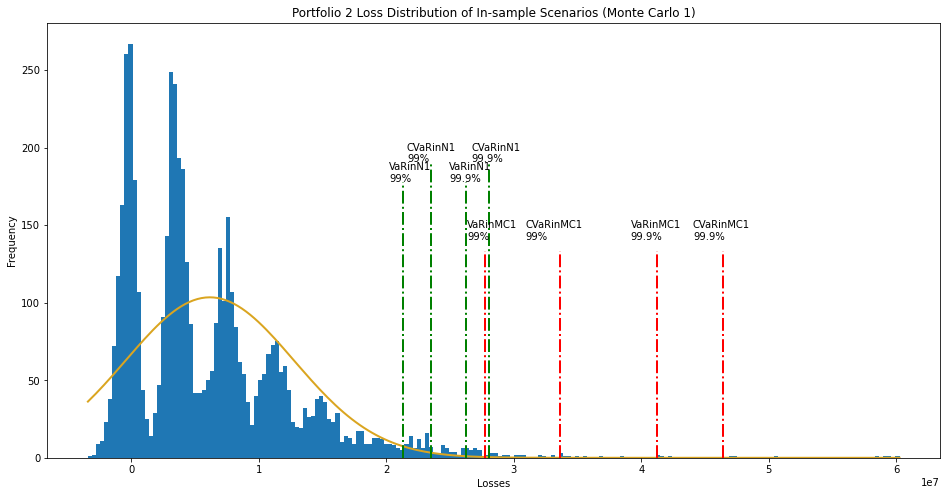 Portfolio 2 Loss Distribution of In-sample Scenarios (Monte Carlo 1)
250
200
150
100
50
0
Frequency
CVaRinN1
99%
CVaRinN1
99.9%
VaRinN1
99%
VaRinN1
99.9%
VaRinMC1
99%
CVaRinMC1
99%
VaRinMC1
99.9%
CVaRinMC1
99.9%
0 1 2 3 4 5 6
1e7
Losses